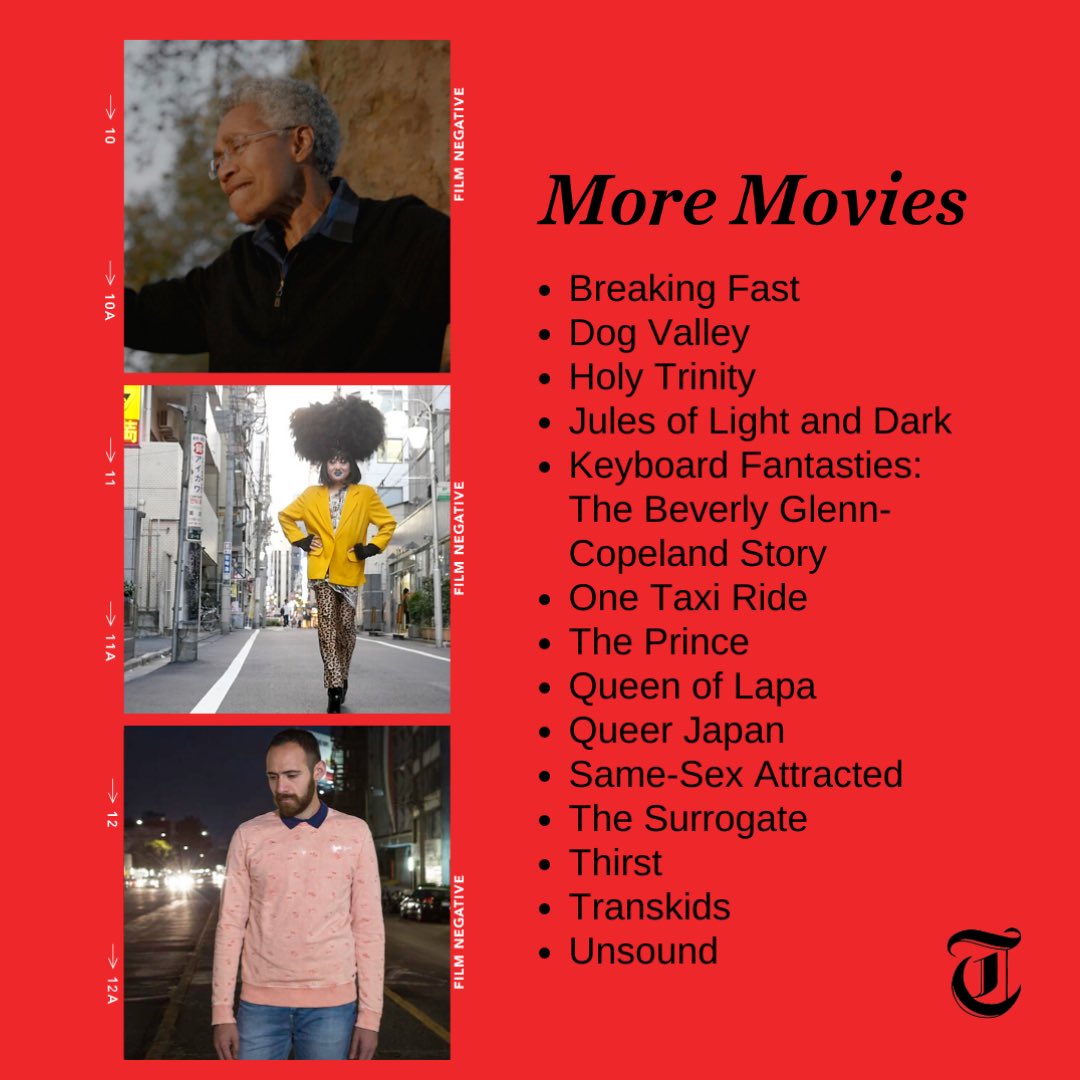 → 10
→ 10A
FILM NEGATIVE
→ 11
→ 11A
FILM NEGATIVE
→ 12
→ 12A
FILM NEGATIVE
More Movies
• Breaking Fast
• Dog Valley
• Holy Trinity
• Jules of Light and Dark
• Keyboard Fantasties:
The Beverly Glenn-
Copeland Story
• One Taxi Ride
• The Prince
• Queen of Lapa
• Queer Japan
• Same-Sex Attracted
• The Surrogate
• Thirst
• Transkids
• Unsound
T